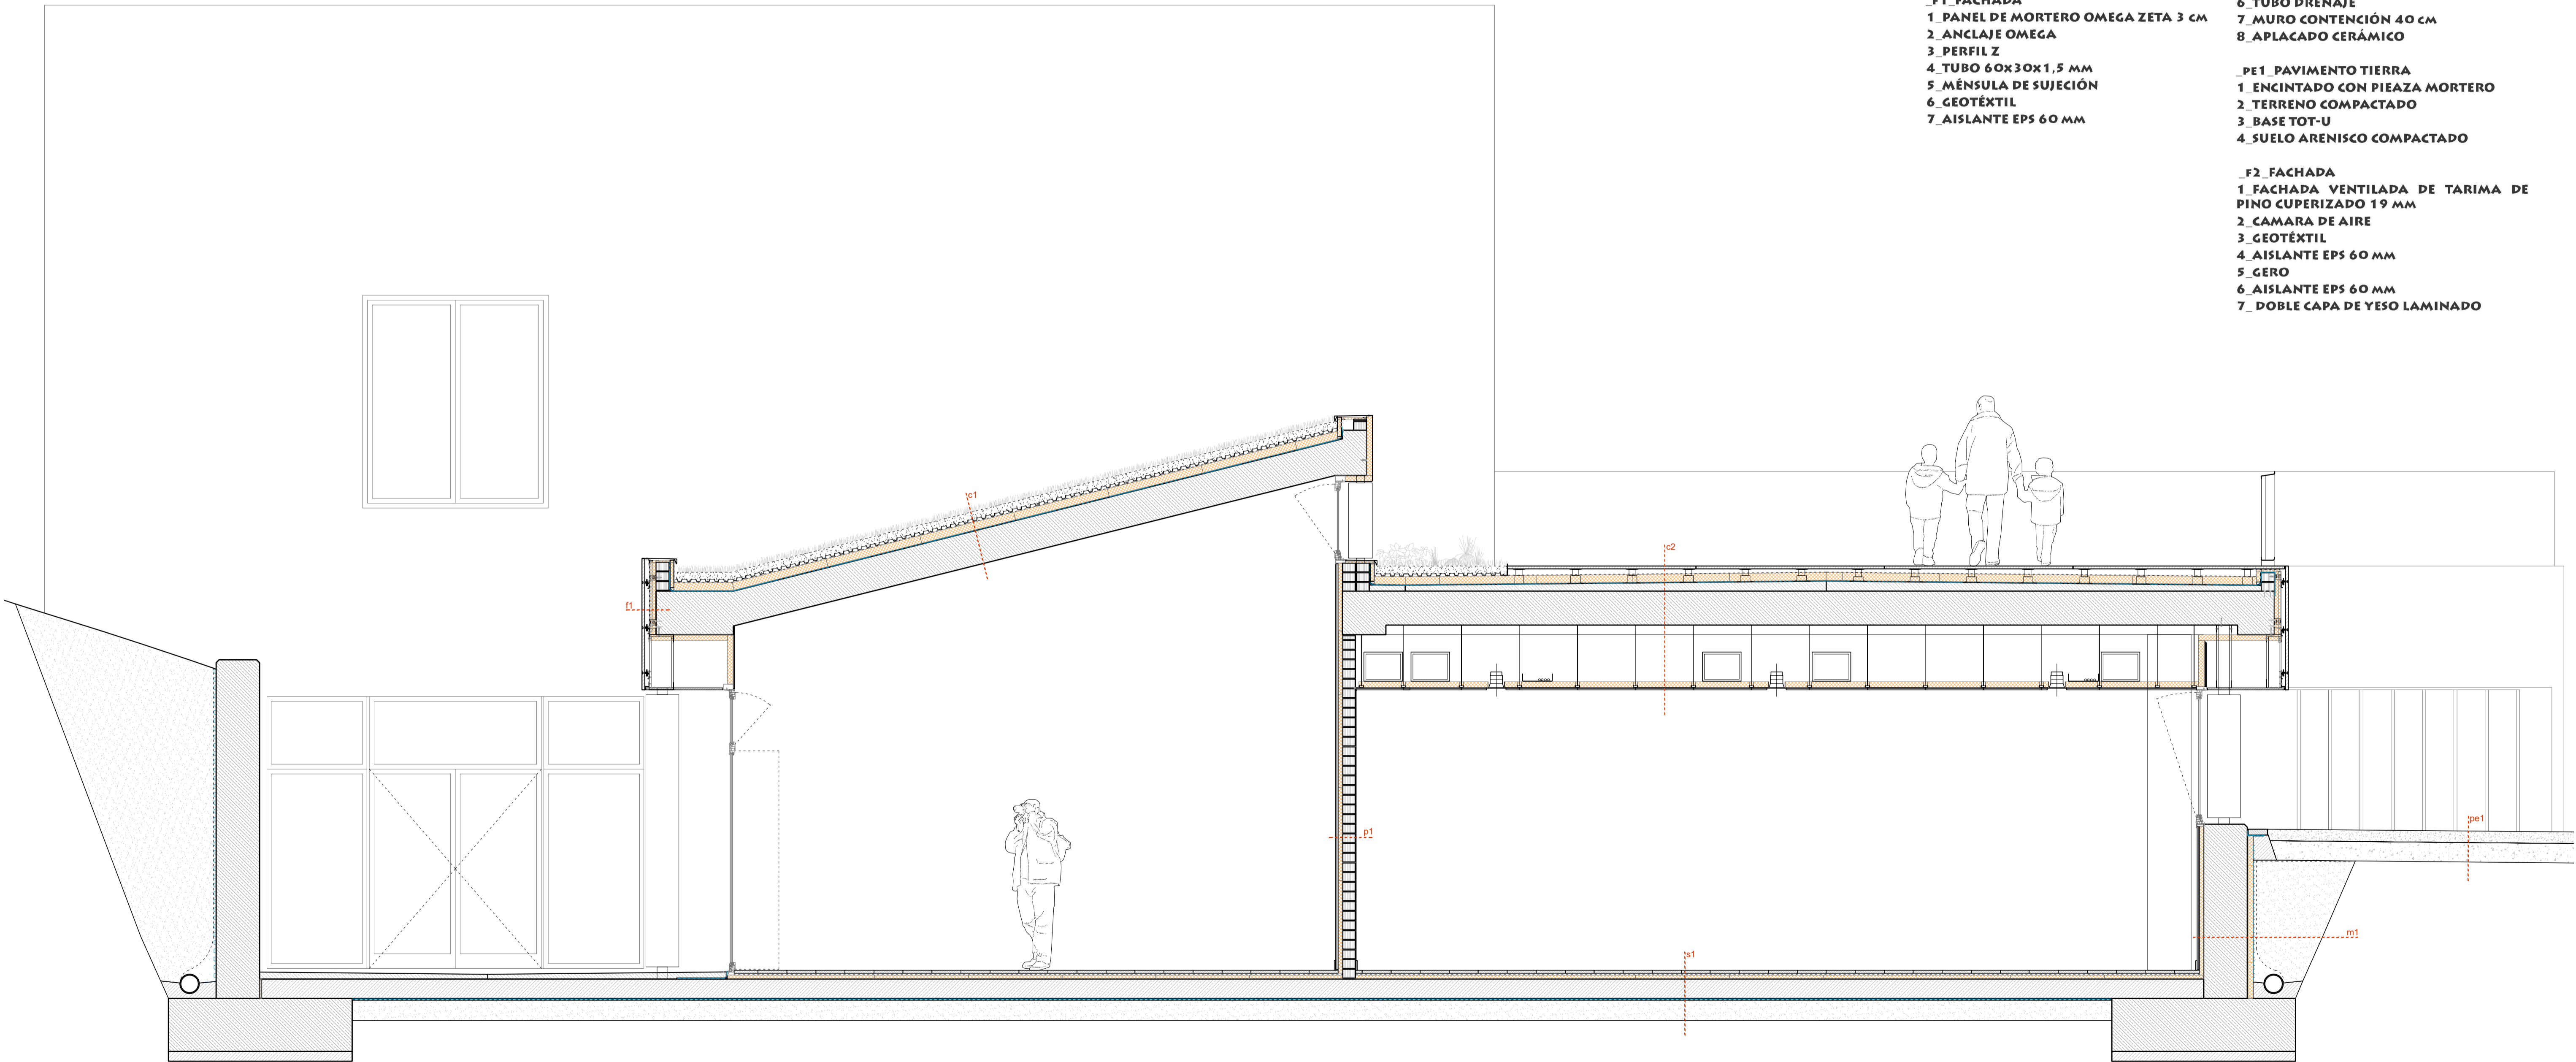 _F1_FACHADA
1_PANEL DE MORTERO OMEGA ZETA 3 CM
2_ANCLAJE OMEGA
3_PERFIL Z
4_TUBO 60X30X1,5 MM
5_MÉNSULA DE SUJECIÓN
6_GEOTÉXTIL
7_AISLANTE EPS 60 MM
6_TUBO DRENAJE
7_MURO CONTENCIÓN 40 CM
8_APLACADO CERÁMICO
_PE1_PAVIMENTO TIERRA
1_ENCINTADO CON PIEAZA MORTERO
2_TERRENO COMPACTADO
3_BASE TOT-U
4_SUELO ARENISCO COMPACTADO
_F2_FACHADA
1_FACHADA VENTILADA DE TARIMA DE
PINO CUPERIZADO 19 MM
2_CAMARA DE AIRE
3_GEOTÉXTIL
4_AISLANTE EPS 60 MM
5_GERO
6_AISLANTE EPS 60 MM
7_ DOBLE CAPA DE YESO LAMINADO
c1
c2
f1
p1
pe1
m1
s1